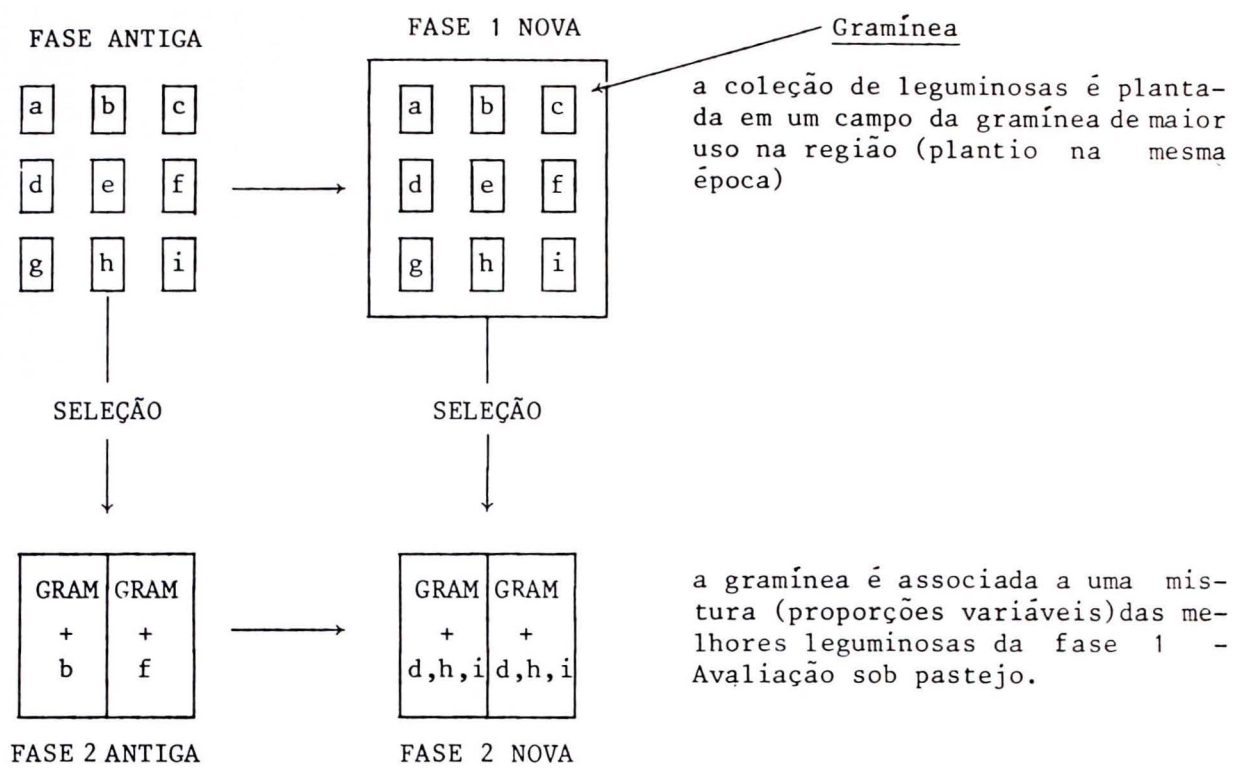 FASE ANTIGA
FASE 1 NOVA
Gramínea
a b c
d e f
g h i
a b c
d e f
g h i
a coleção de leguminosas é planta-
da em um campo da gramínea de maior
uso na região (plantio na mesma
época)
SELEÇÃO
SELEÇÃO
GRAM GRAM
+ +
b f
GRAM GRAM
+ +
d,h,i d,h,i
a gramínea é associada a uma mis-
tura (proporções variáveis)das me-
lhores leguminosas da fase 1 -
Avaliação sob pastejo.
FASE 2 ANTIGA
FASE 2 NOVA